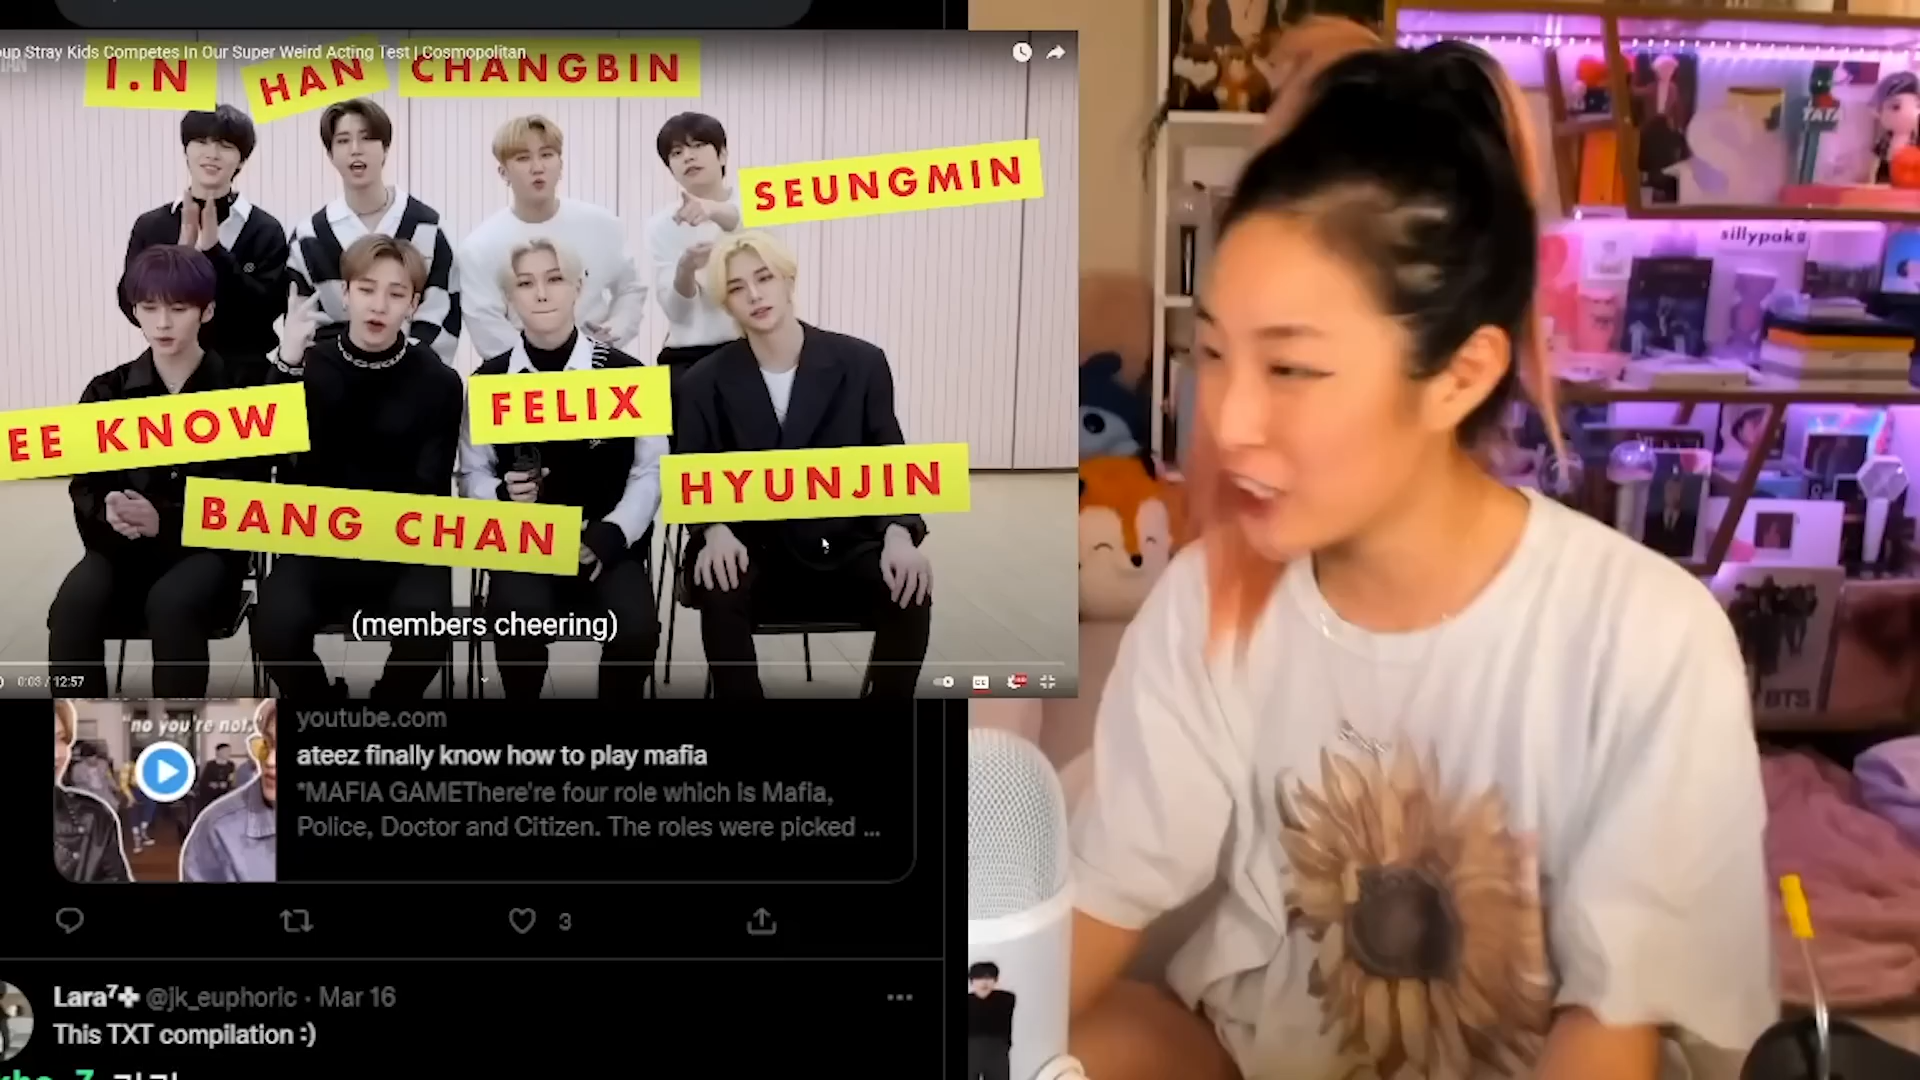 oup Stray Kids Competes In Our Super Weird Acting Test | Cosmopolitan
I.N
HAN
CHANGBIN
SEUNGMIN
EE KNOW
FELIX
HYUNJIN
BANG CHAN
(members cheering)
0:03 / 12:57
"no you're not."
youtube.com
ateez finally know how to play mafia
*MAFIA GAMEThere're four role which is Mafia,
Police, Doctor and Citizen. The roles were picked ...
3
Lara⁷ @jk_euphoric · Mar 16
This TXT compilation :)
TATA
sillypaks
BTS